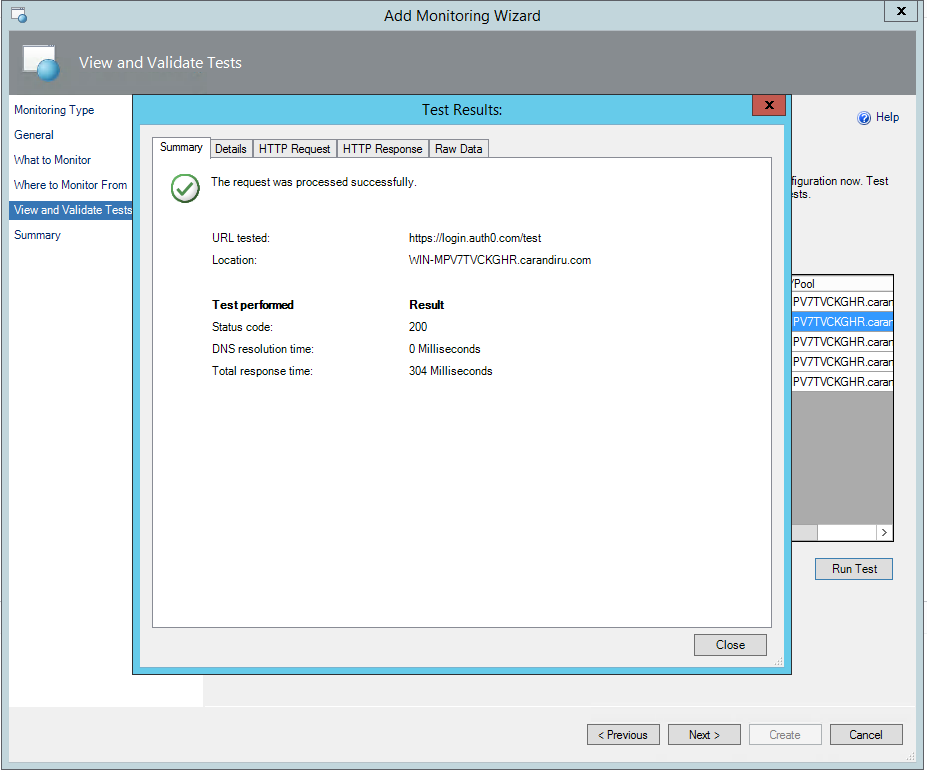 Add Monitoring Wizard
x
View and Validate Tests
Monitoring Type
General
What to Monitor
Where to Monitor From
View and Validate Tests
Summary
Help
figuration now. Test
sts.
Test Results:
x
Summary Details HTTP Request HTTP Response Raw Data
The request was processed successfully.
URL tested: https://login.auth0.com/test
Location: WIN-MPV7TVCKGHR.carandiru.com
Test performed Result
Status code: 200
DNS resolution time: 0 Milliseconds
Total response time: 304 Milliseconds
Close
/Pool
PV7TVCKGHR.caran
PV7TVCKGHR.caran
PV7TVCKGHR.caran
PV7TVCKGHR.caran
PV7TVCKGHR.caran
Run Test
< Previous Next > Create Cancel